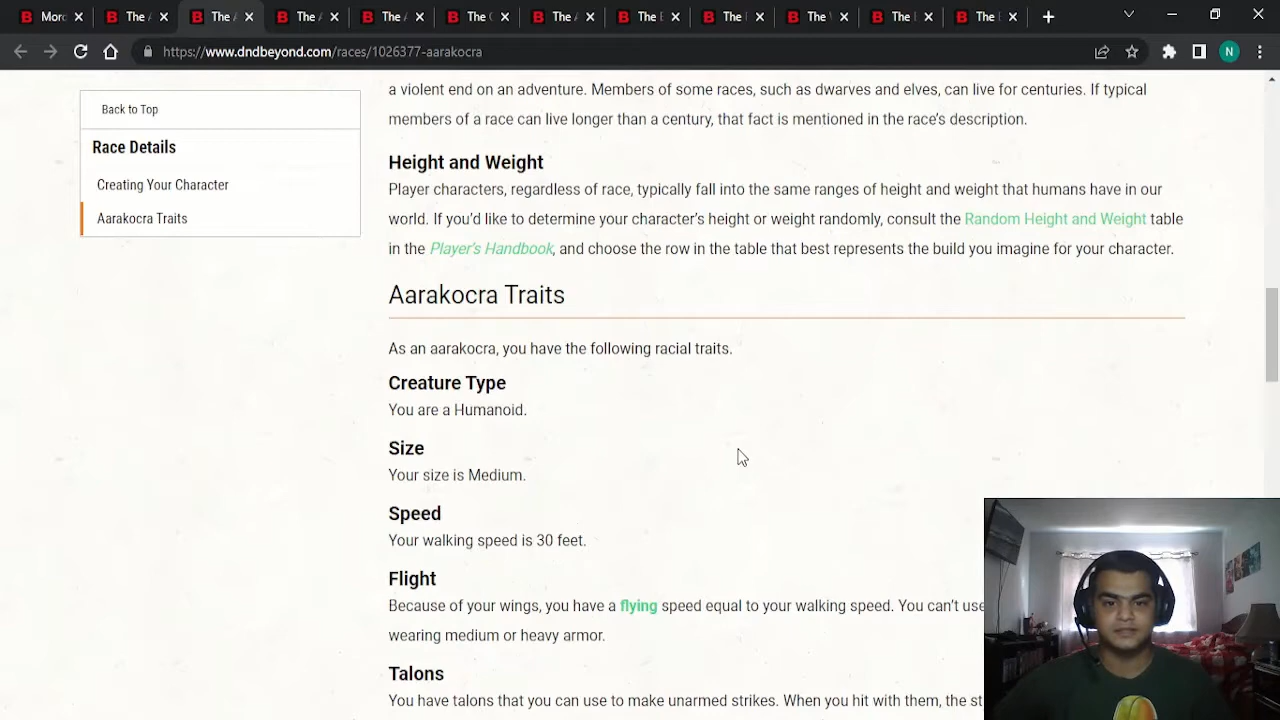 Morc
The A
The A
The A
The A
The C
The A
The E
The I
The V
The E
The E
https://www.dndbeyond.com/races/1026377-aarakocra
N
a violent end on an adventure. Members of some races, such as dwarves and elves, can live for centuries. If typical
members of a race can live longer than a century, that fact is mentioned in the race's description.
Back to Top
Race Details
Creating Your Character
Aarakocra Traits
Height and Weight
Player characters, regardless of race, typically fall into the same ranges of height and weight that humans have in our
world. If you'd like to determine your character's height or weight randomly, consult the Random Height and Weight table
in the Player's Handbook, and choose the row in the table that best represents the build you imagine for your character.
Aarakocra Traits
As an aarakocra, you have the following racial traits.
Creature Type
You are a Humanoid.
Size
Your size is Medium.
Speed
Your walking speed is 30 feet.
Flight
Because of your wings, you have a flying speed equal to your walking speed. You can't use
wearing medium or heavy armor.
Talons
You have talons that you can use to make unarmed strikes. When you hit with them, the st